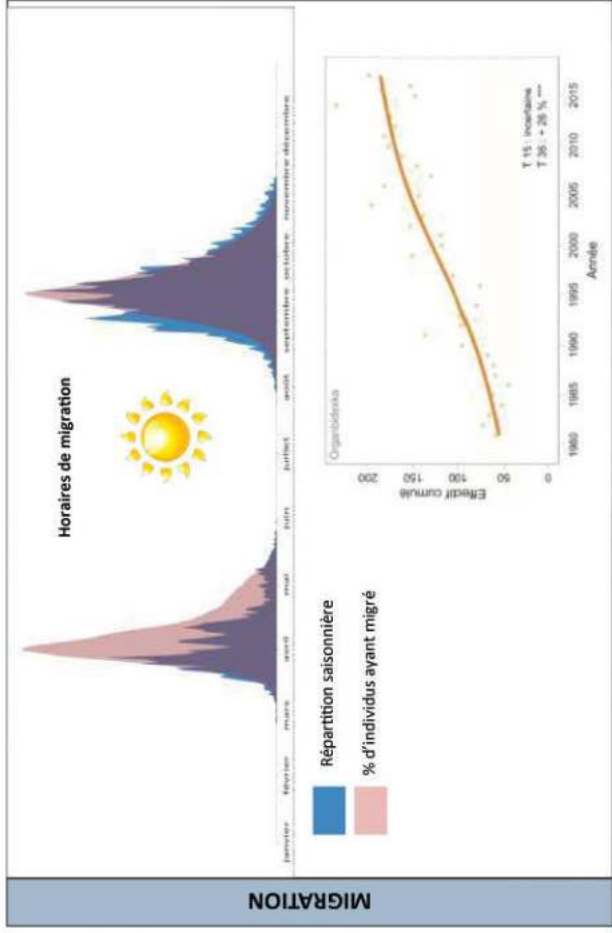 MIGRATION
Horaires de migration
janvier février mars avril mai juin juillet août septembre octobre novembre décembre
Répartition saisonnière
% d'individus ayant migré
Organbidexka
Effectif cumulé
200
150
100
50
0
T 15 : incertaine
T 36 : + 26 % ***
1980 1985 1990 1995 2000 2005 2010 2015
Année